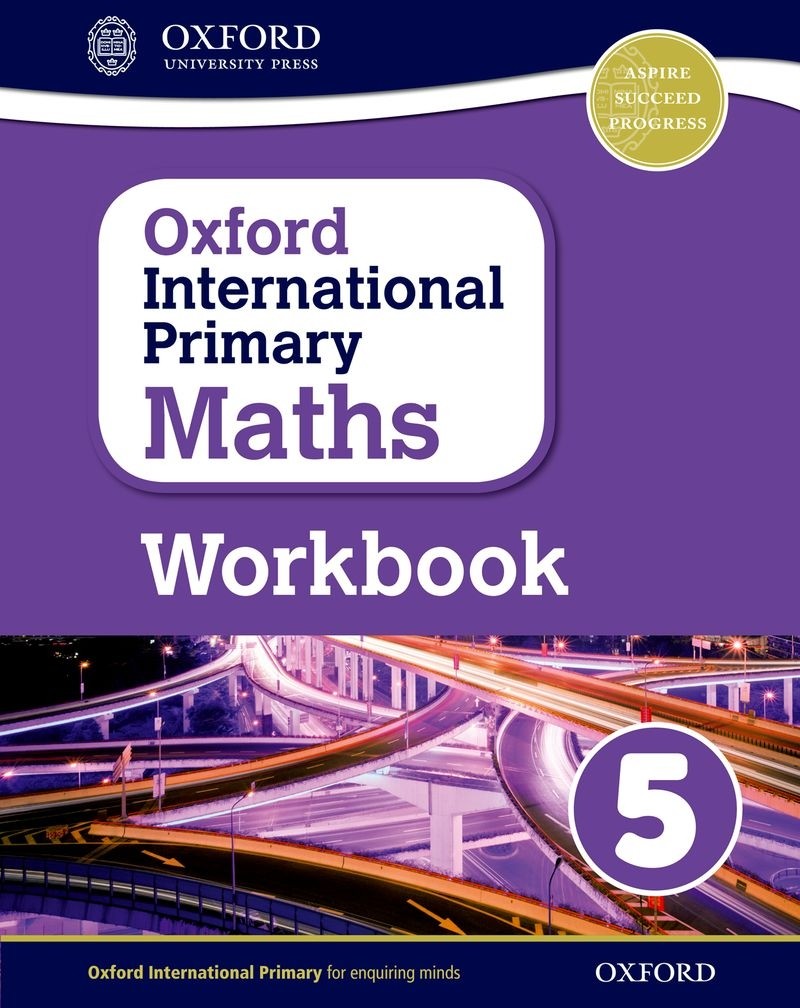 OXFORD
UNIVERSITY PRESS
ASPIRE
SUCCEED
PROGRESS
Oxford
International
Primary
Maths
Workbook
5
Oxford International Primary for enquiring minds
OXFORD